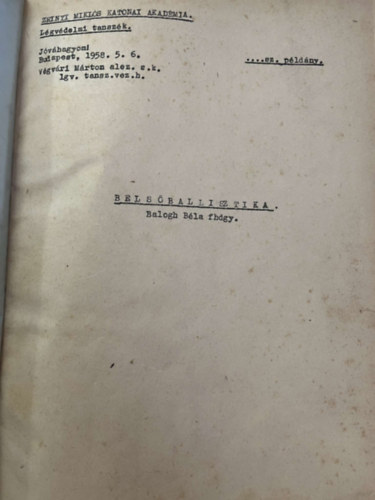 ZRINYI MIKLÓS KATONAI AKADÉMIA.
Légvédelmi tanszék.
Jóváhagyom!
Budapest, 1958. 5. 6.
....sz. példány.
Végvári Márton alez. s.k.
lgv. tansz.vez.h.
BELSŐBALLISZTIKA.
Balogh Béla fhdgy.